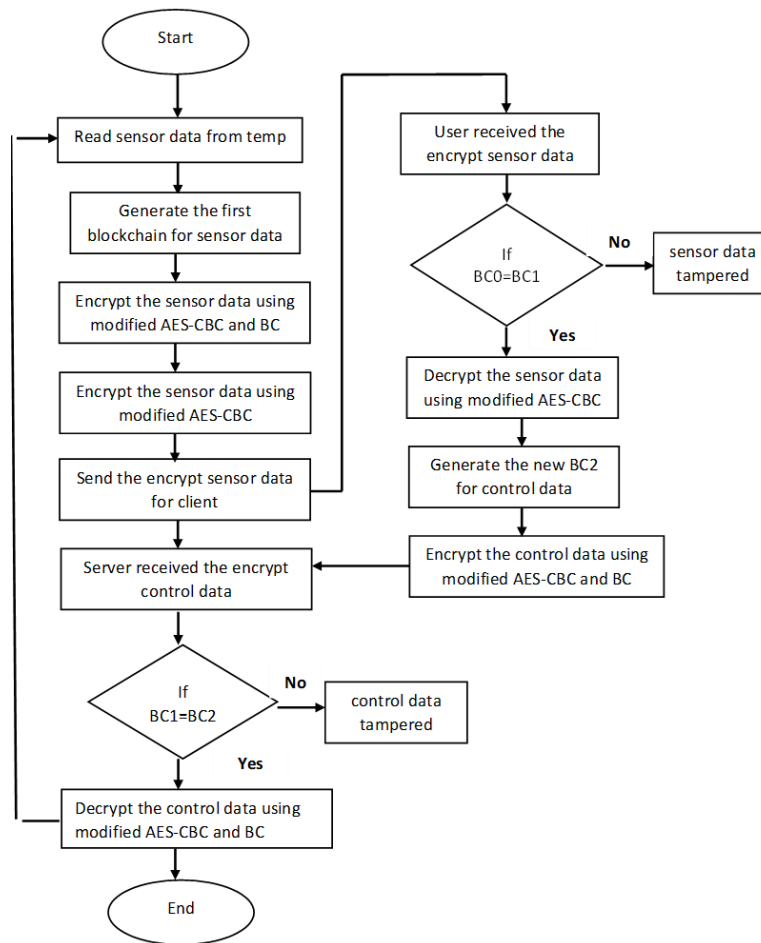 Start
Read sensor data from temp
Generate the first
blockchain for sensor data
Encrypt the sensor data using
modified AES-CBC and BC
Encrypt the sensor data using
modified AES-CBC
Send the encrypt sensor data
for client
User received the
encrypt sensor data
If
BC0=BC1
No
sensor data
tampered
Yes
Decrypt the sensor data
using modified AES-CBC
Generate the new BC2
for control data
Encrypt the control data using
modified AES-CBC and BC
Server received the encrypt
control data
If
BC1=BC2
No
control data
tampered
Yes
Decrypt the control data using
modified AES-CBC and BC
End